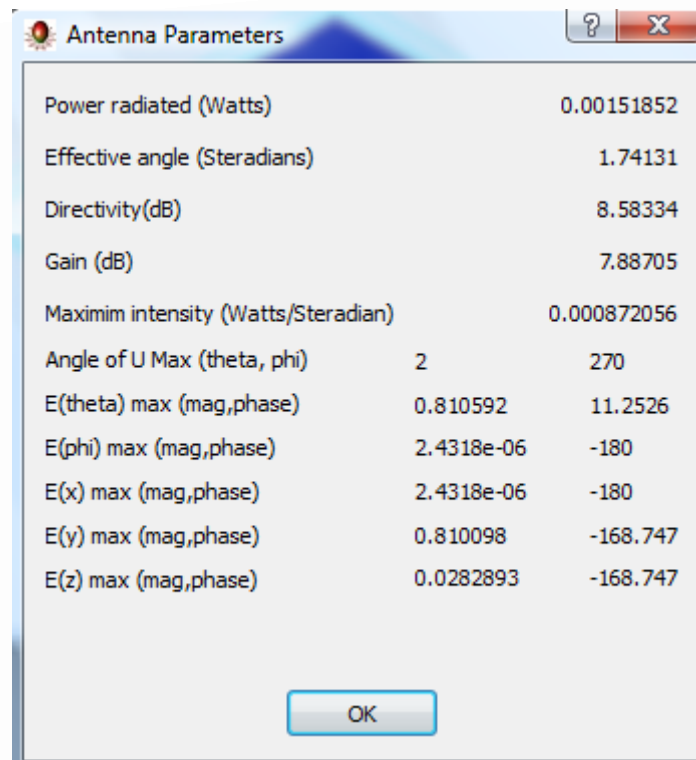 Antenna Parameters ? X
Power radiated (Watts) 0.00151852
Effective angle (Steradians) 1.74131
Directivity(dB) 8.58334
Gain (dB) 7.88705
Maximim intensity (Watts/Steradian) 0.000872056
Angle of U Max (theta, phi) 2 270
E(theta) max (mag,phase) 0.810592 11.2526
E(phi) max (mag,phase) 2.4318e-06 -180
E(x) max (mag,phase) 2.4318e-06 -180
E(y) max (mag,phase) 0.810098 -168.747
E(z) max (mag,phase) 0.0282893 -168.747
OK